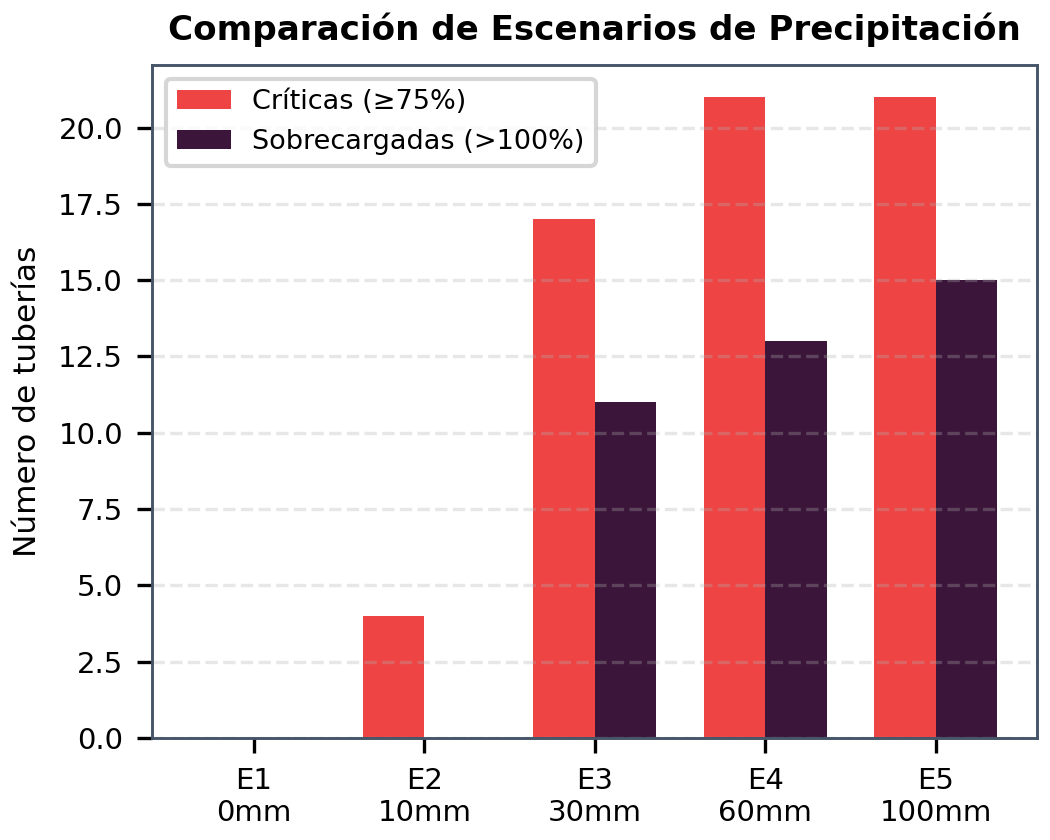 Comparación de Escenarios de Precipitación
Críticas (≥75%)
Sobrecargadas (>100%)
Número de tuberías
20.0
17.5
15.0
12.5
10.0
7.5
5.0
2.5
0.0
E1 E2 E3 E4 E5
0mm 10mm 30mm 60mm 100mm